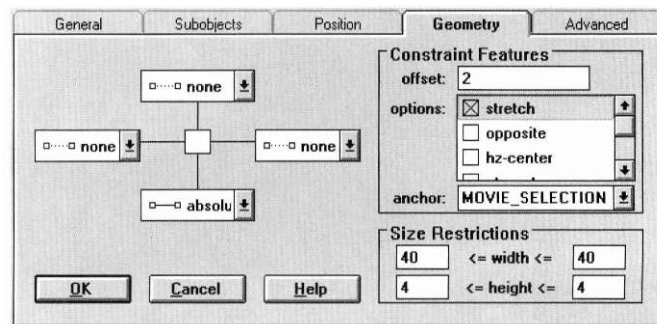 General Subobjects Position Geometry Advanced
none
none
none
absolu
OK Cancel Help
Constraint Features
offset: 2
options: stretch
opposite
hz-center
anchor: MOVIE_SELECTION
Size Restrictions
40 <= width <= 40
4 <= height <= 4